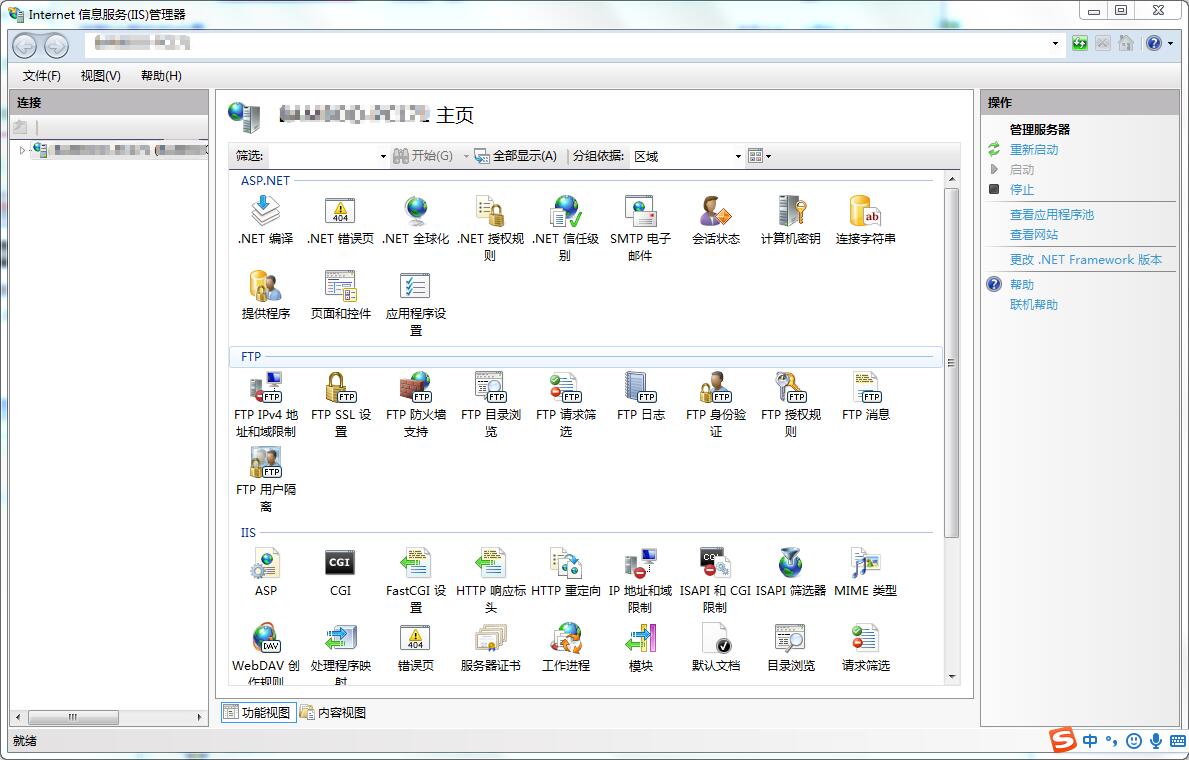 Internet 信息服务(IIS)管理器
文件(F) 视图(V) 帮助(H)
连接
主页
筛选: 开始(G) 全部显示(A) 分组依据: 区域
ASP.NET
.NET 编译
.NET 错误页
.NET 全球化
.NET 授权规
则
.NET 信任级
别
SMTP 电子
邮件
会话状态
计算机密钥
连接字符串
提供程序
页面和控件
应用程序设
置
FTP
FTP IPv4 地
址和域限制
FTP SSL 设
置
FTP 防火墙
支持
FTP 目录浏
览
FTP 请求筛
选
FTP 日志
FTP 身份验
证
FTP 授权规
则
FTP 消息
FTP 用户隔
离
IIS
ASP
CGI
FastCGI 设
置
HTTP 响应标
头
HTTP 重定向
IP 地址和域
限制
ISAPI 和 CGI
限制
ISAPI 筛选器
MIME 类型
WebDAV 创
作规则
处理程序映
射
错误页
服务器证书
工作进程
模块
默认文档
目录浏览
请求筛选
功能视图 内容视图
操作
管理服务器
重新启动
启动
停止
查看应用程序池
查看网站
更改 .NET Framework 版本
帮助
联机帮助
就绪
中